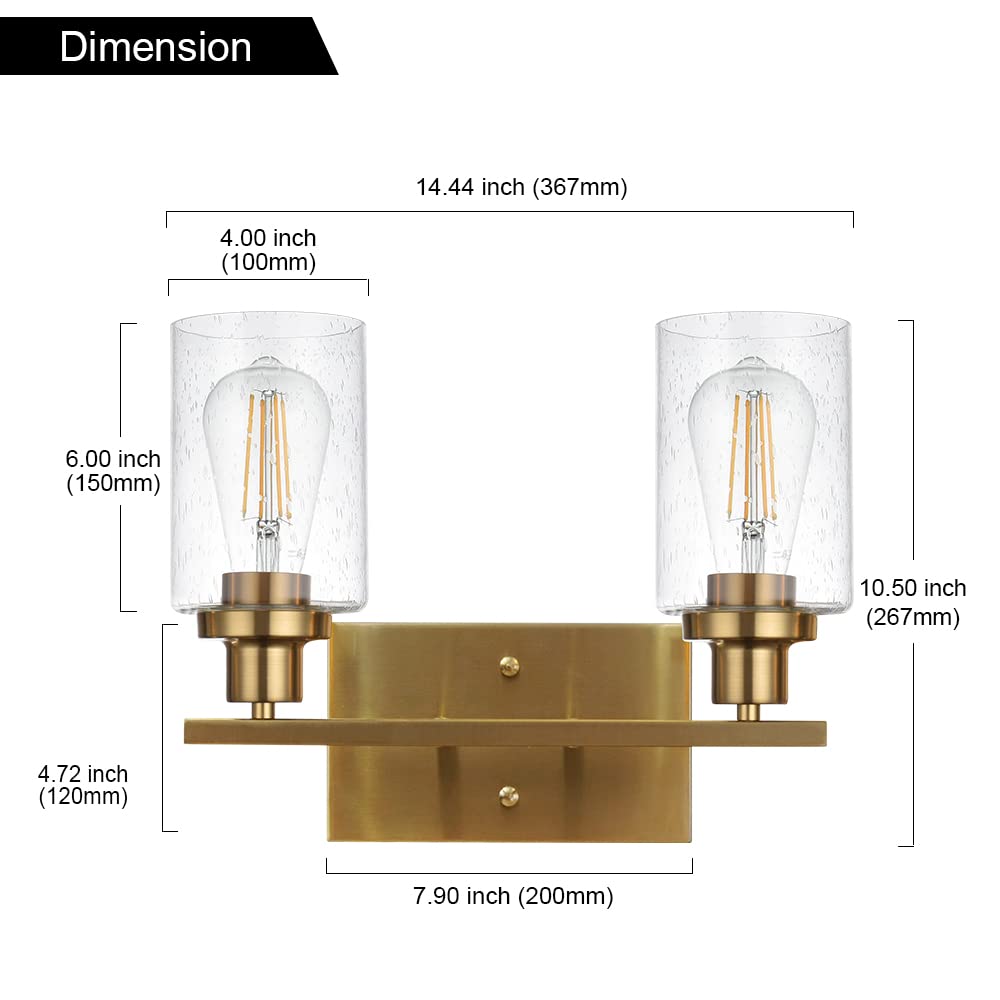 Dimension
14.44 inch (367mm)
4.00 inch
(100mm)
6.00 inch
(150mm)
10.50 inch
(267mm)
4.72 inch
(120mm)
7.90 inch (200mm)